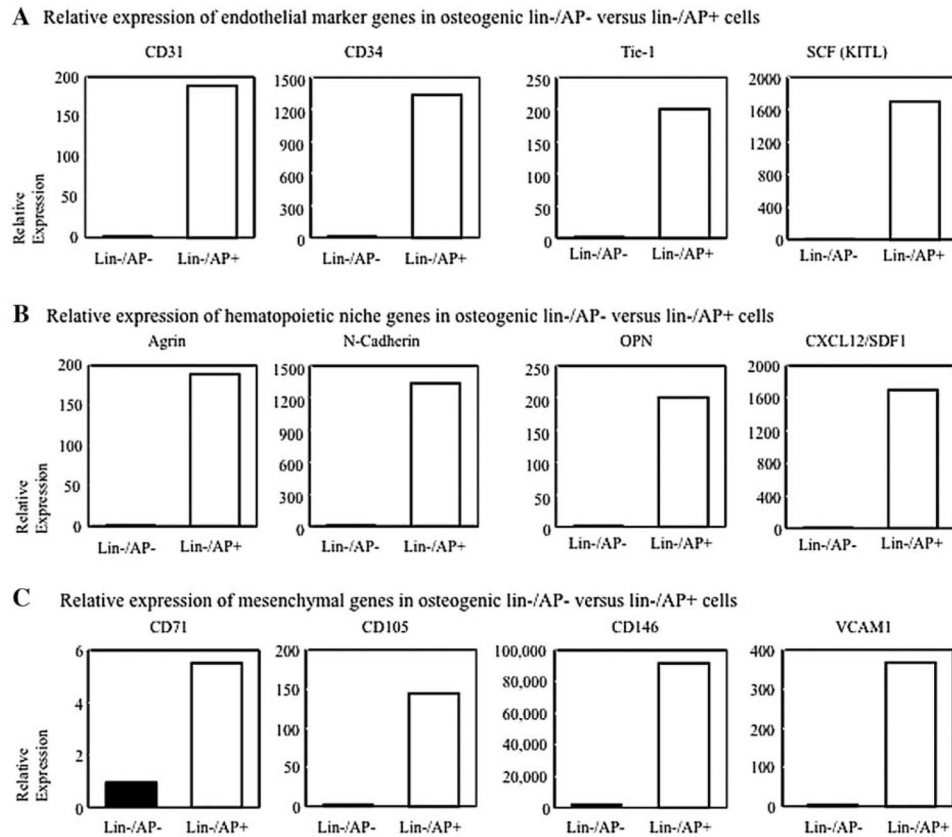 A Relative expression of endothelial marker genes in osteogenic lin-/AP- versus lin-/AP+ cells
CD31 CD34 Tie-1 SCF (KITL)
200 1500 250 2000
150 1200 200 1600
100 900 150 1200
50 600 100 800
0 300 50 400
0 0 0
Relative
Expression
Lin-/AP- Lin-/AP+ Lin-/AP- Lin-/AP+ Lin-/AP- Lin-/AP+ Lin-/AP- Lin-/AP+
B Relative expression of hematopoietic niche genes in osteogenic lin-/AP- versus lin-/AP+ cells
Agrin N-Cadherin OPN CXCL12/SDF1
200 1500 250 2000
150 1200 200 1600
100 900 150 1200
50 600 100 800
0 300 50 400
0 0 0
Relative
Expression
Lin-/AP- Lin-/AP+ Lin-/AP- Lin-/AP+ Lin-/AP- Lin-/AP+ Lin-/AP- Lin-/AP+
C Relative expression of mesenchymal genes in osteogenic lin-/AP- versus lin-/AP+ cells
CD71 CD105 CD146 VCAM1
6 200 100,000 400
4 150 80,000 300
2 100 60,000 200
0 50 40,000 100
0 20,000 0
0
Relative
Expression
Lin-/AP- Lin-/AP+ Lin-/AP- Lin-/AP+ Lin-/AP- Lin-/AP+ Lin-/AP- Lin-/AP+